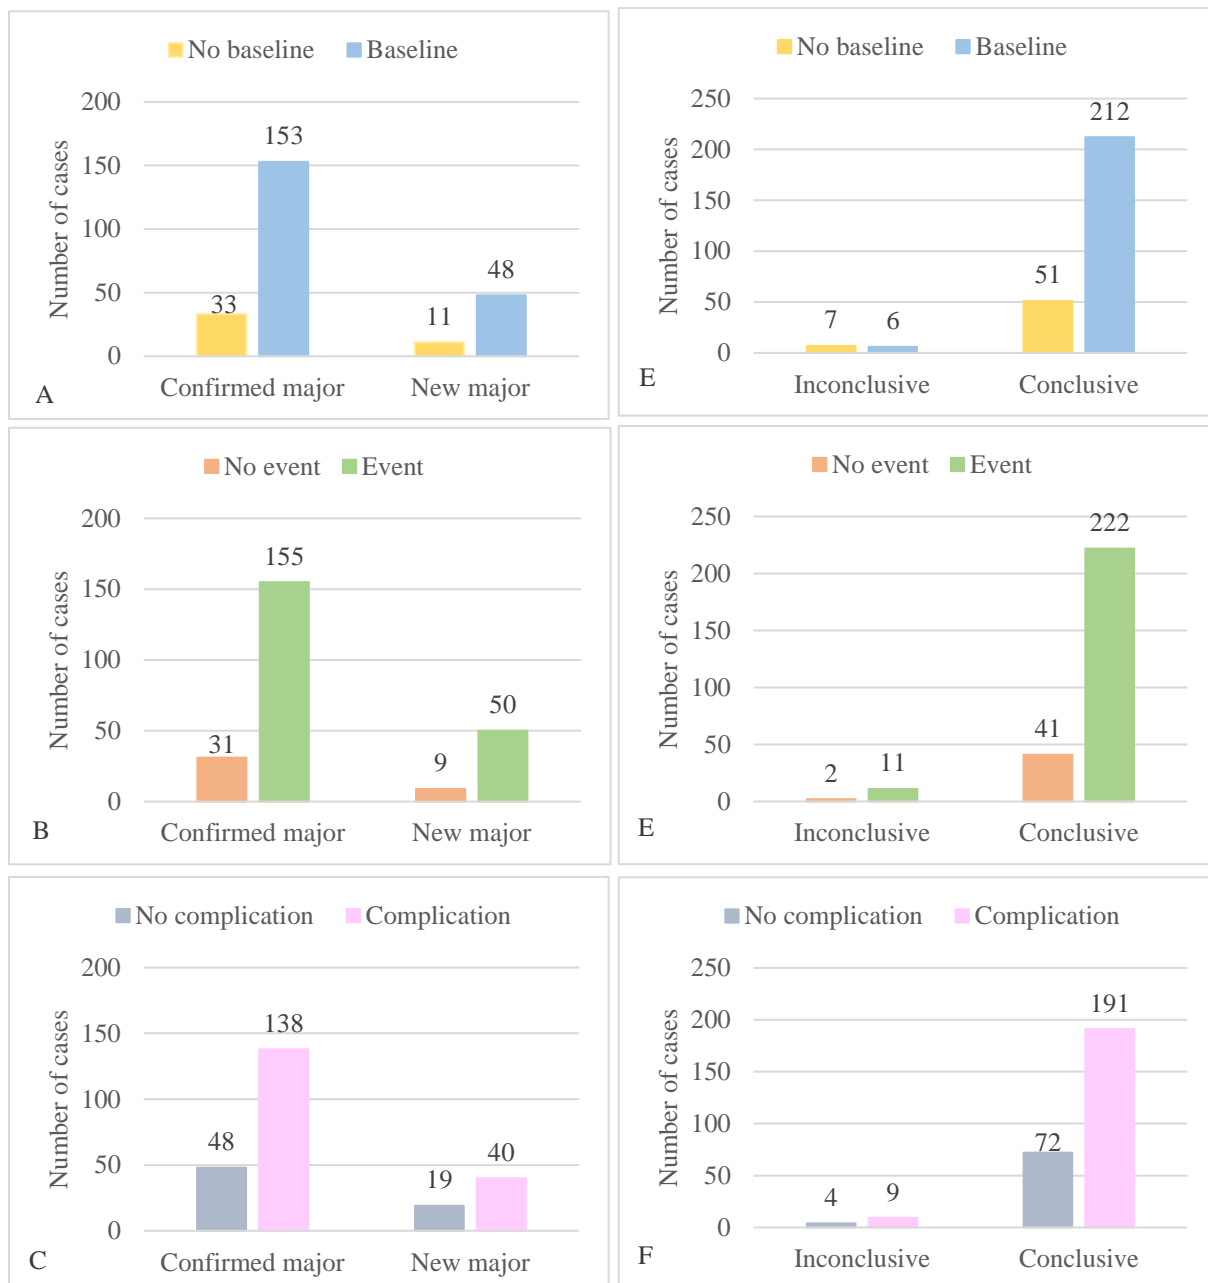 No baseline Baseline
Number of cases
200
150
100
50
0
153
33
48
11
Confirmed major New major
A
No baseline Baseline
Number of cases
250
200
150
100
50
0
212
51
7 6
Inconclusive Conclusive
E
No event Event
Number of cases
200
150
100
50
0
155
31
50
9
Confirmed major New major
B
No event Event
Number of cases
250
200
150
100
50
0
222
41
2 11
Inconclusive Conclusive
E
No complication Complication
Number of cases
200
150
100
50
0
138
48
40
19
Confirmed major New major
C
No complication Complication
Number of cases
250
200
150
100
50
0
191
72
4 9
Inconclusive Conclusive
F